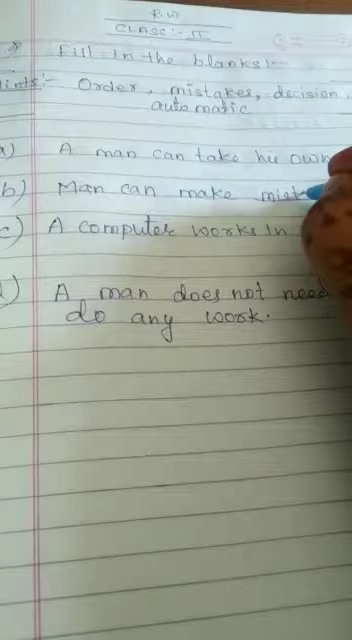 R.W
CLASS:- II
Fill in the blanks:-
Hints:- Order, mistakes, decision,
automatic
a) A man can take his own
b) Man can make mist
c) A computer works in
d) A man does not need
do any work.